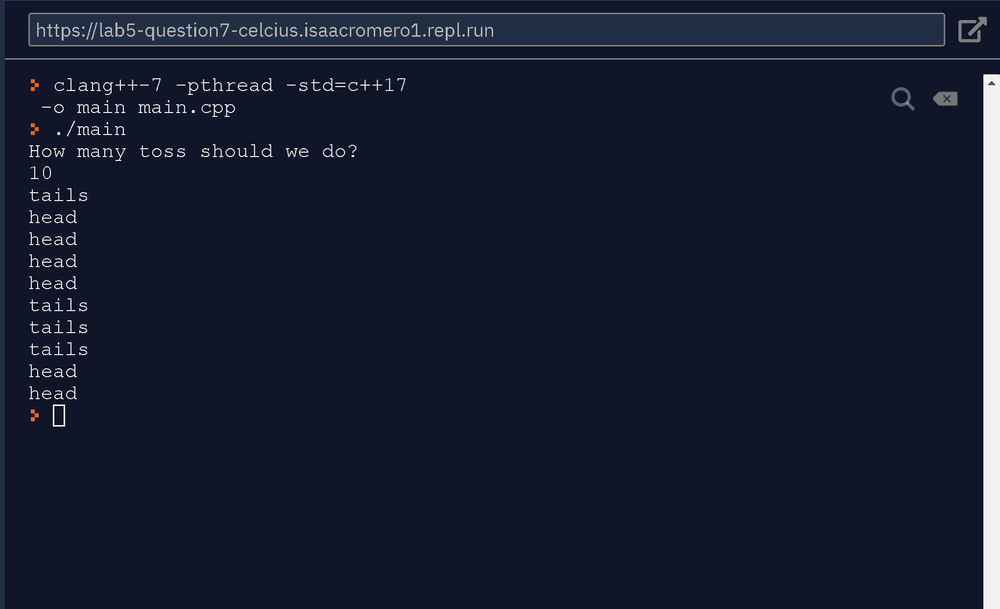 https://lab5-question7-celcius.isaacromero1.repl.run
clang++-7 -pthread -std=c++17
-o main main.cpp
./main
How many toss should we do?
10
tails
head
head
head
head
tails
tails
tails
head
head